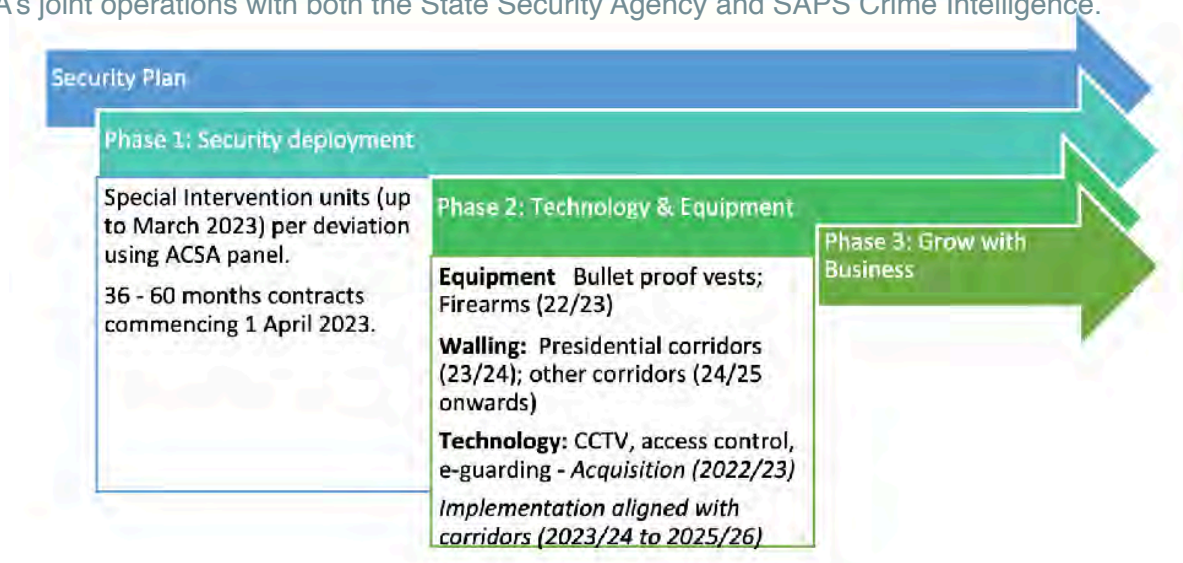 A's joint operations with both the State Security Agency and SAPS Crime Intelligence.
Security Plan
Phase 1: Security deployment
Special Intervention units (up
to March 2023) per deviation
using ACSA panel.
36 - 60 months contracts
commencing 1 April 2023.
Phase 2: Technology & Equipment
Equipment Bullet proof vests;
Firearms (22/23)
Walling: Presidential corridors
(23/24); other corridors (24/25
onwards)
Technology: CCTV, access control,
e-guarding - Acquisition (2022/23)
Implementation aligned with
corridors (2023/24 to 2025/26)
Phase 3: Grow with
Business